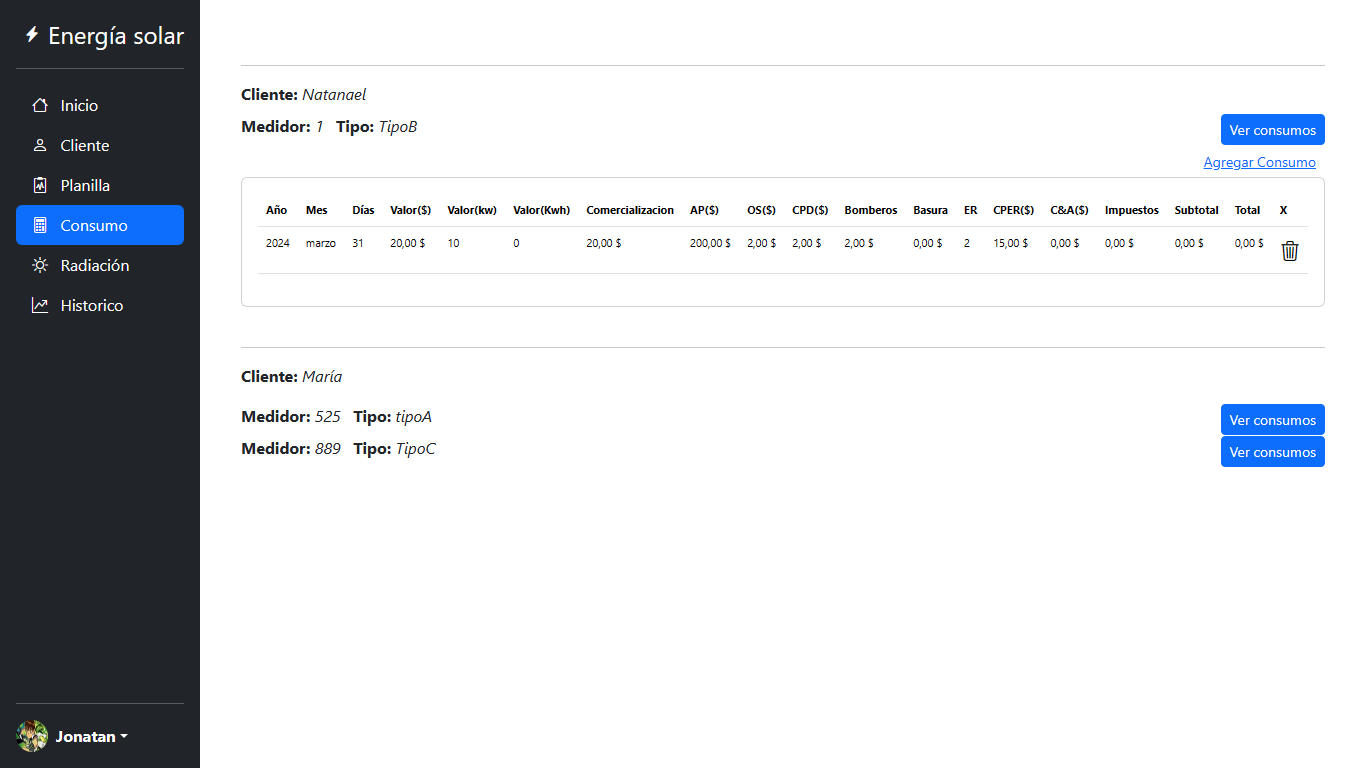 Energía solar
Inicio
Cliente
Planilla
Consumo
Radiación
Historico
Jonatan
Cliente: Natanael
Medidor: 1 Tipo: TipoB
Ver consumos
Agregar Consumo
Año Mes Días Valor($) Valor(kw) Valor(Kwh) Comercializacion AP($) OS($) CPD($) Bomberos Basura ER CPER($) C&A($) Impuestos Subtotal Total X
2024 marzo 31 20,00 $ 10 0 20,00 $ 200,00 $ 2,00 $ 2,00 $ 2,00 $ 0,00 $ 2 15,00 $ 0,00 $ 0,00 $ 0,00 $ 0,00 $
Cliente: María
Medidor: 525 Tipo: tipoA
Ver consumos
Medidor: 889 Tipo: TipoC
Ver consumos